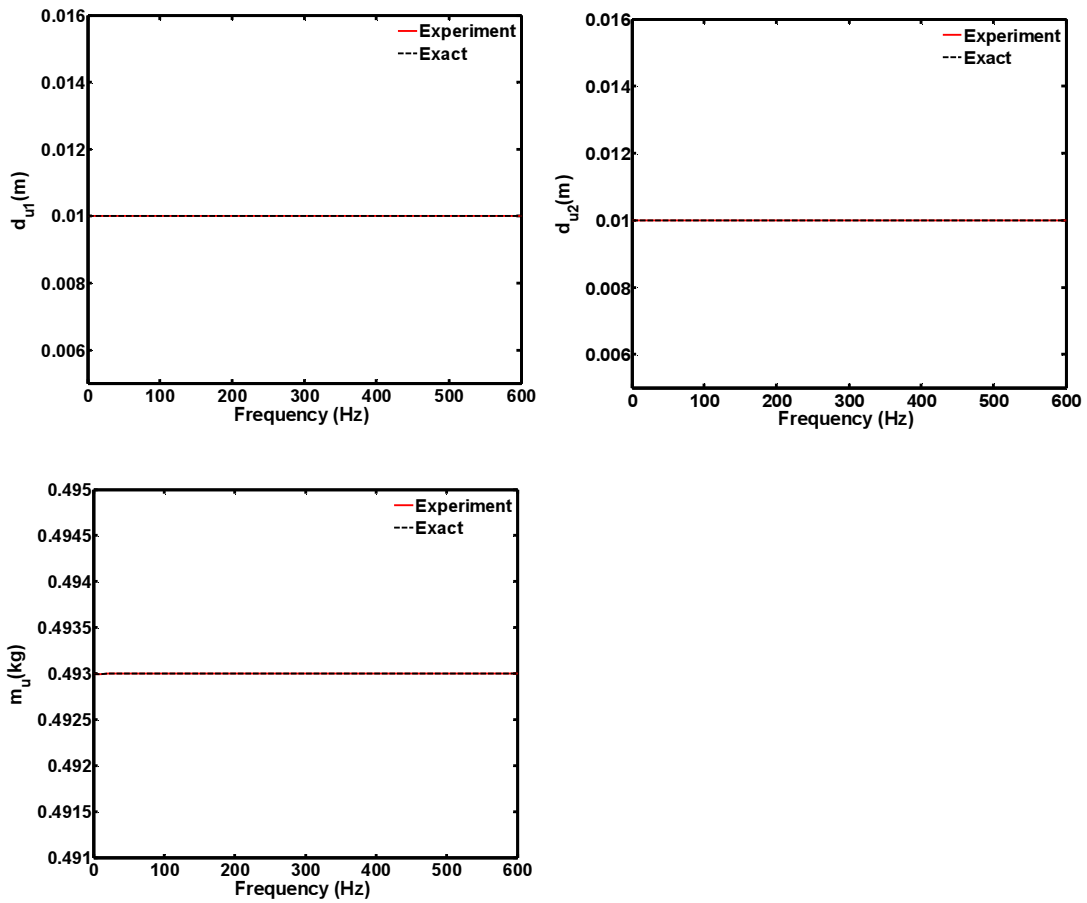 0.016
0.014
0.012
0.01
0.008
0.006
d_u1(m)
Experiment
Exact
0 100 200 300 400 500 600
Frequency (Hz)
0.016
0.014
0.012
0.01
0.008
0.006
d_u2(m)
Experiment
Exact
0 100 200 300 400 500 600
Frequency (Hz)
0.495
0.4945
0.494
0.4935
0.493
0.4925
0.492
0.4915
0.491
m_u(kg)
Experiment
Exact
0 100 200 300 400 500 600
Frequency (Hz)